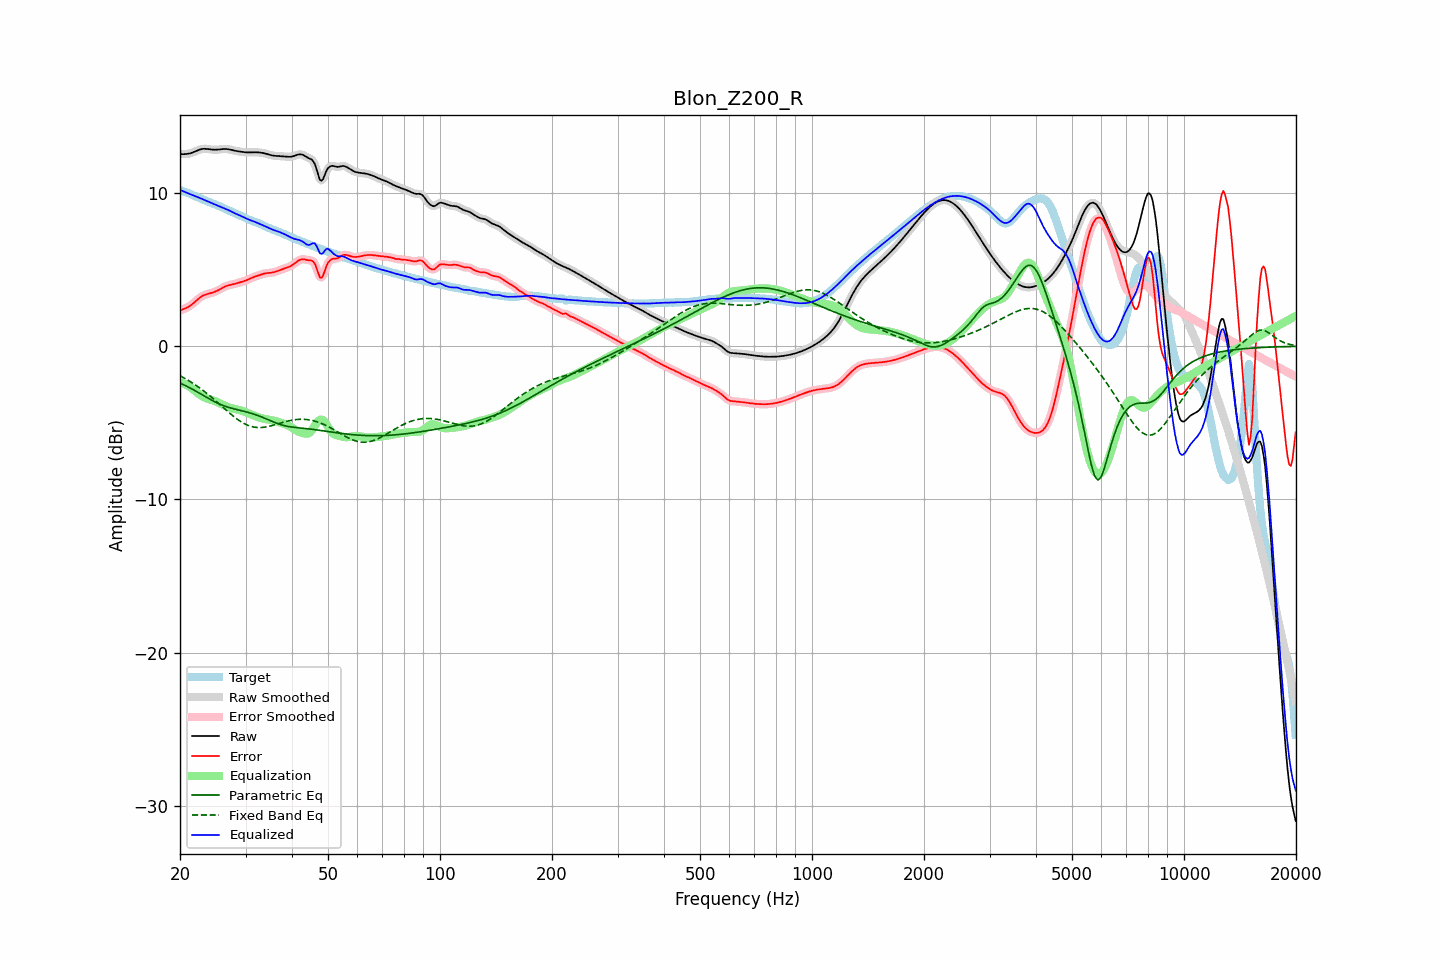 Blon_Z200_R
Amplitude (dBr)
10
0
−10
−20
−30
Target
Raw Smoothed
Error Smoothed
Raw
Error
Equalization
Parametric Eq
Fixed Band Eq
Equalized
20 50 100 200 500 1000 2000 5000 10000 20000
Frequency (Hz)